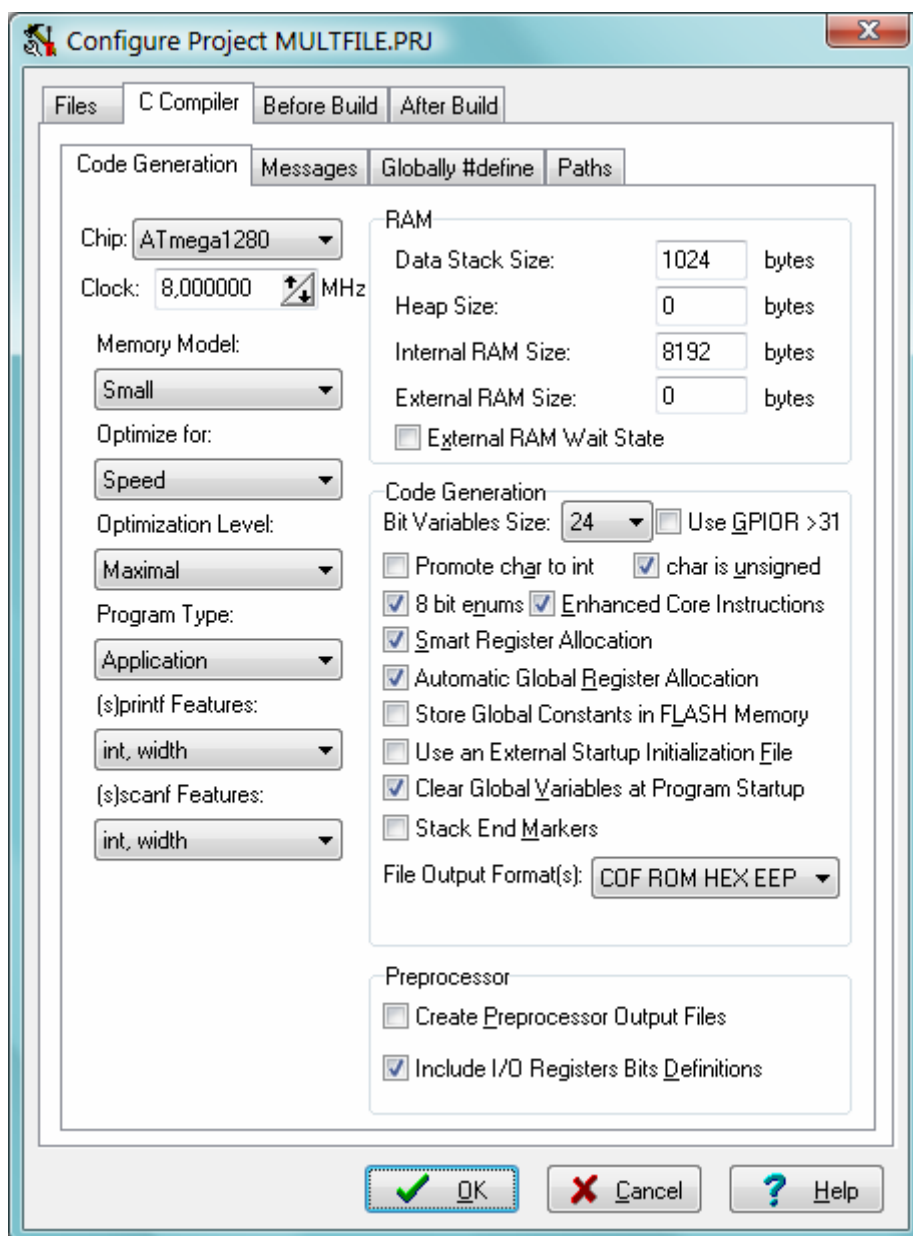 Configure Project MULTFILE.PRJ
Files C Compiler Before Build After Build
Code Generation Messages Globally #define Paths
Chip: ATmega1280
Clock: 8,000000 MHz
Memory Model:
Small
Optimize for:
Speed
Optimization Level:
Maximal
Program Type:
Application
(s)printf Features:
int, width
(s)scanf Features:
int, width
RAM
Data Stack Size: 1024 bytes
Heap Size: 0 bytes
Internal RAM Size: 8192 bytes
External RAM Size: 0 bytes
External RAM Wait State
Code Generation
Bit Variables Size: 24 Use GPIOR >31
Promote char to int char is unsigned
8 bit enums Enhanced Core Instructions
Smart Register Allocation
Automatic Global Register Allocation
Store Global Constants in FLASH Memory
Use an External Startup Initialization File
Clear Global Variables at Program Startup
Stack End Markers
File Output Format(s): COF ROM HEX EEP
Preprocessor
Create Preprocessor Output Files
Include I/O Registers Bits Definitions
OK Cancel Help